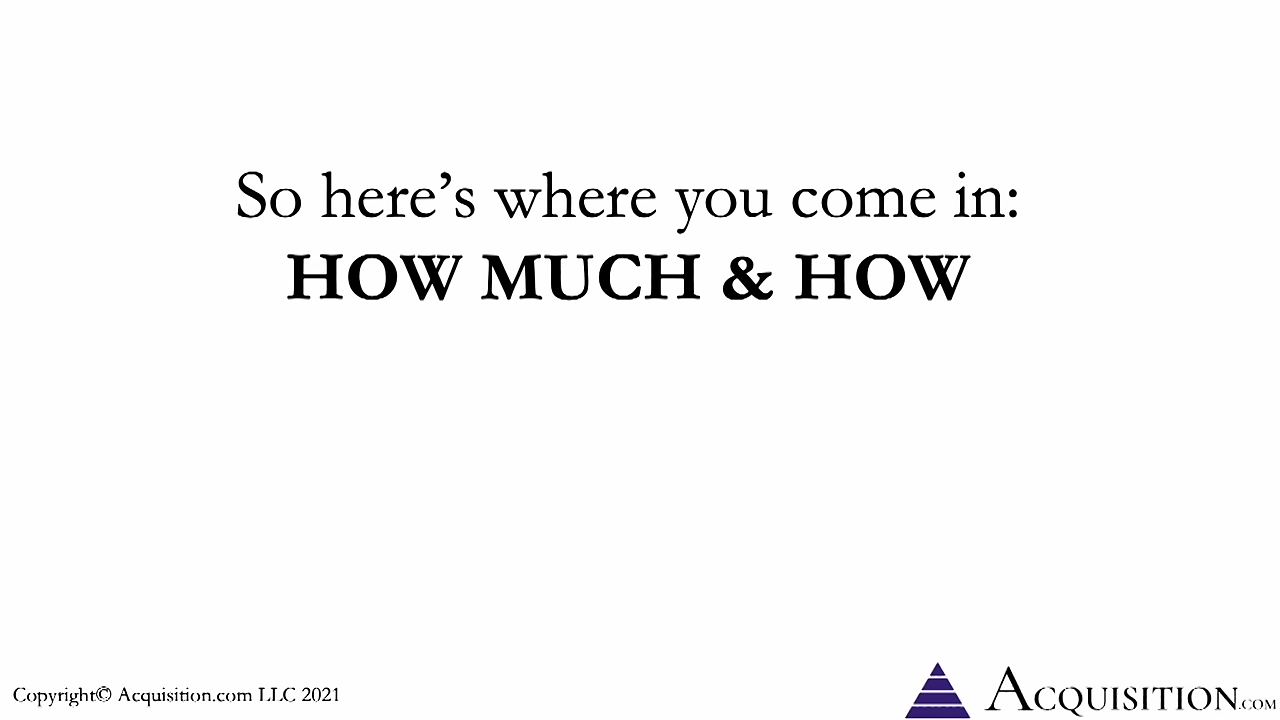 So here’s where you come in:
HOW MUCH & HOW
Copyright© Acquisition.com LLC 2021
ACQUISITION.COM